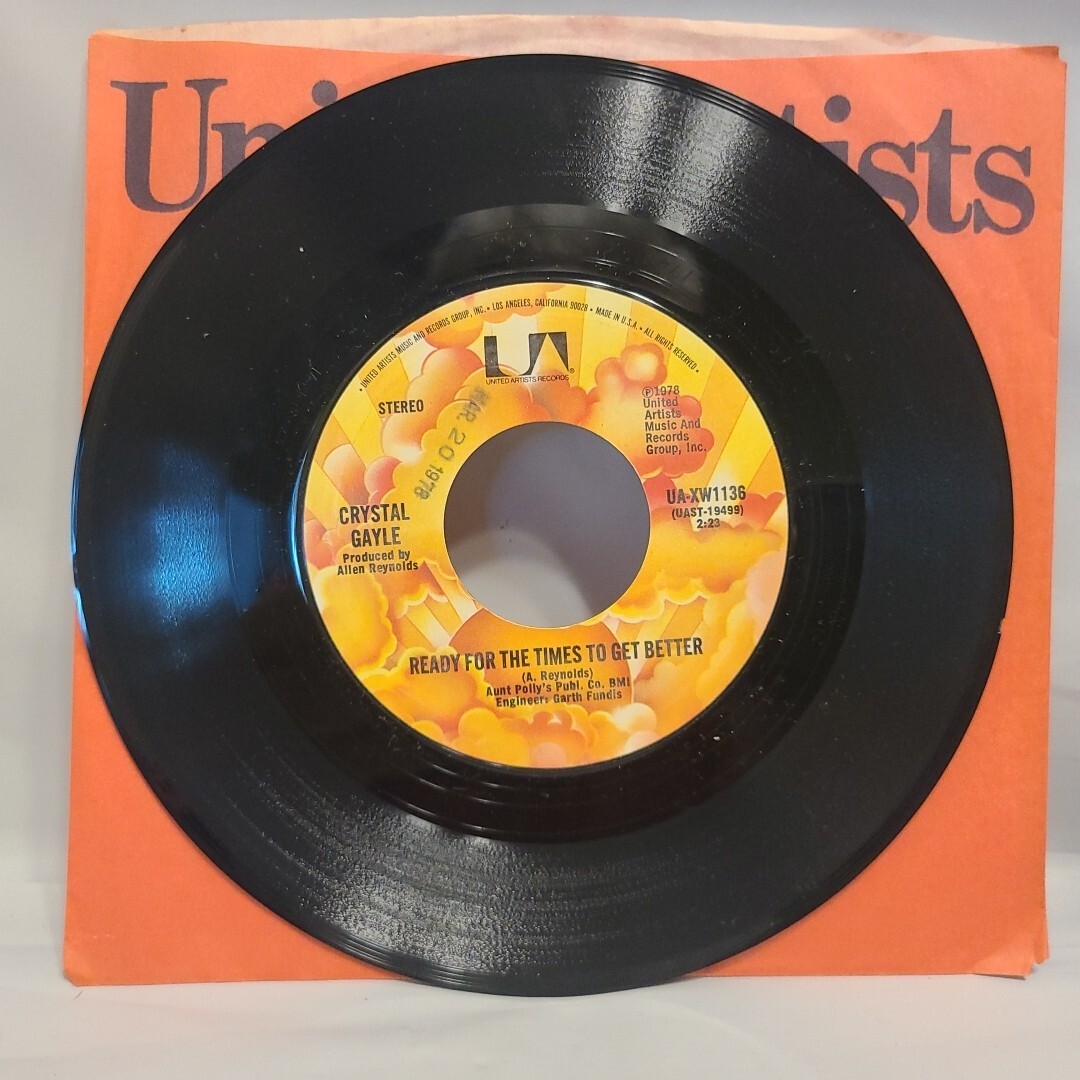 • UNITED ARTISTS MUSIC AND RECORDS GROUP, INC. • LOS ANGELES, CALIFORNIA 90028 • MADE IN U.S.A. • ALL RIGHTS RESERVED •
UA®
UNITED ARTISTS RECORDS
STEREO
MAR. 20 1978
℗1978
United
Artists
Music And
Records
Group, Inc.
UA-XW1136
(UAST-19499)
2:23
CRYSTAL
GAYLE
Produced by
Allen Reynolds
READY FOR THE TIMES TO GET BETTER
(A. Reynolds)
Aunt Polly's Publ. Co. BMI
Engineer: Garth Fundis